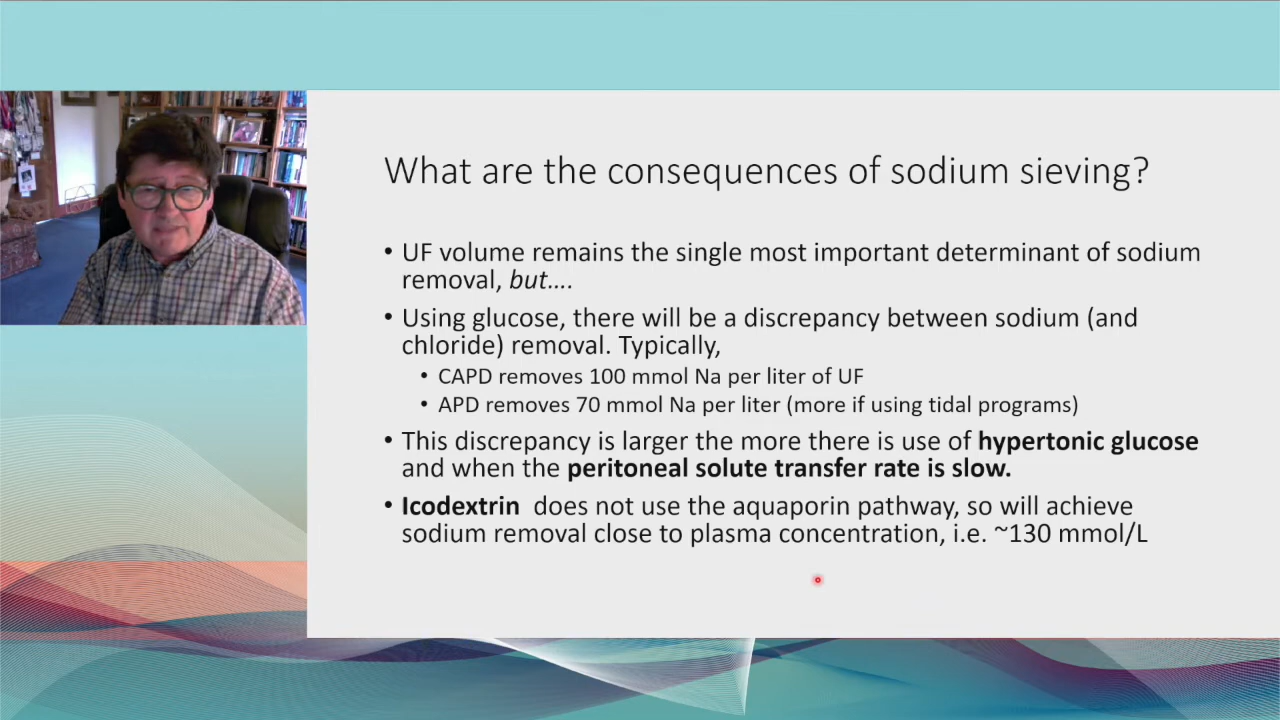 What are the consequences of sodium sieving?
• UF volume remains the single most important determinant of sodium
removal, but....
• Using glucose, there will be a discrepancy between sodium (and
chloride) removal. Typically,
• CAPD removes 100 mmol Na per liter of UF
• APD removes 70 mmol Na per liter (more if using tidal programs)
• This discrepancy is larger the more there is use of hypertonic glucose
and when the peritoneal solute transfer rate is slow.
• Icodextrin does not use the aquaporin pathway, so will achieve
sodium removal close to plasma concentration, i.e. ~130 mmol/L